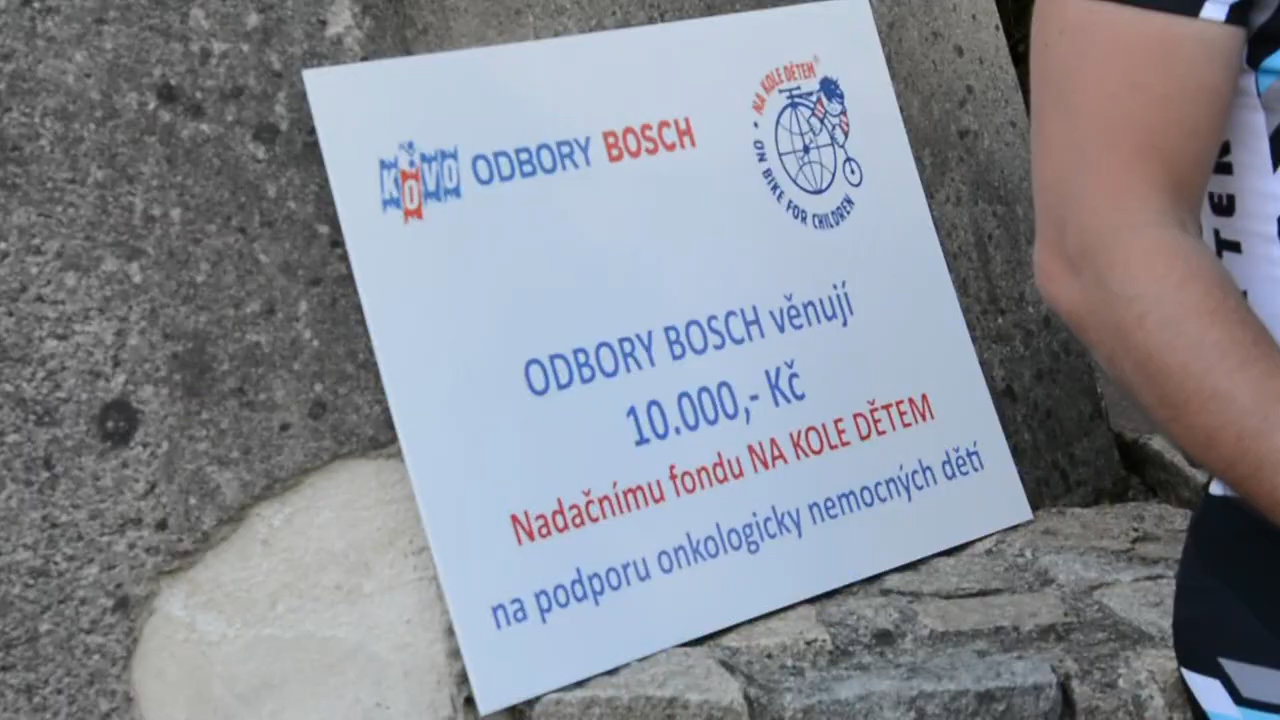 KOVO ODBORY BOSCH
NA KOLE DĚTEM®
• ON BIKE FOR CHILDREN
ODBORY BOSCH věnují
10.000,- Kč
Nadačnímu fondu NA KOLE DĚTEM
na podporu onkologicky nemocných dětí